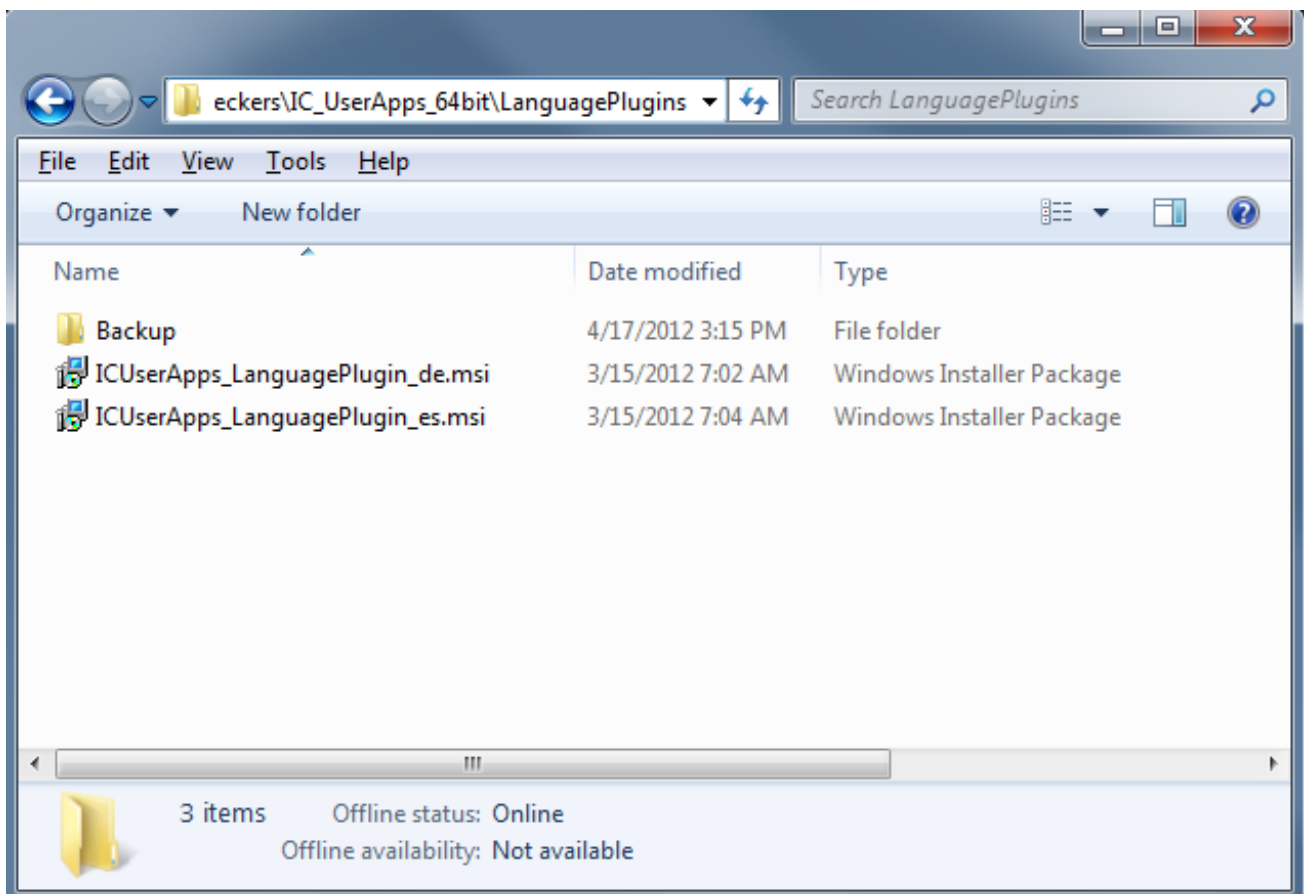 eckers\IC_UserApps_64bit\LanguagePlugins
Search LanguagePlugins
File Edit View Tools Help
Organize New folder
Name Date modified Type
Backup 4/17/2012 3:15 PM File folder
ICUserApps_LanguagePlugin_de.msi 3/15/2012 7:02 AM Windows Installer Package
ICUserApps_LanguagePlugin_es.msi 3/15/2012 7:04 AM Windows Installer Package
3 items Offline status: Online
Offline availability: Not available